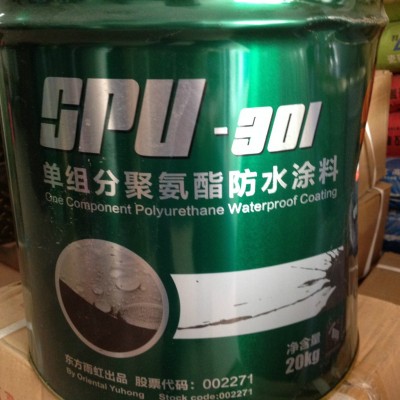 SPU-301
单组分聚氨酯防水涂料
One Component Polyurethane Waterproof Coating
净含量
20kg
东方雨虹出品 股票代码：002271
By Oriental Yuhong Stock code:002271